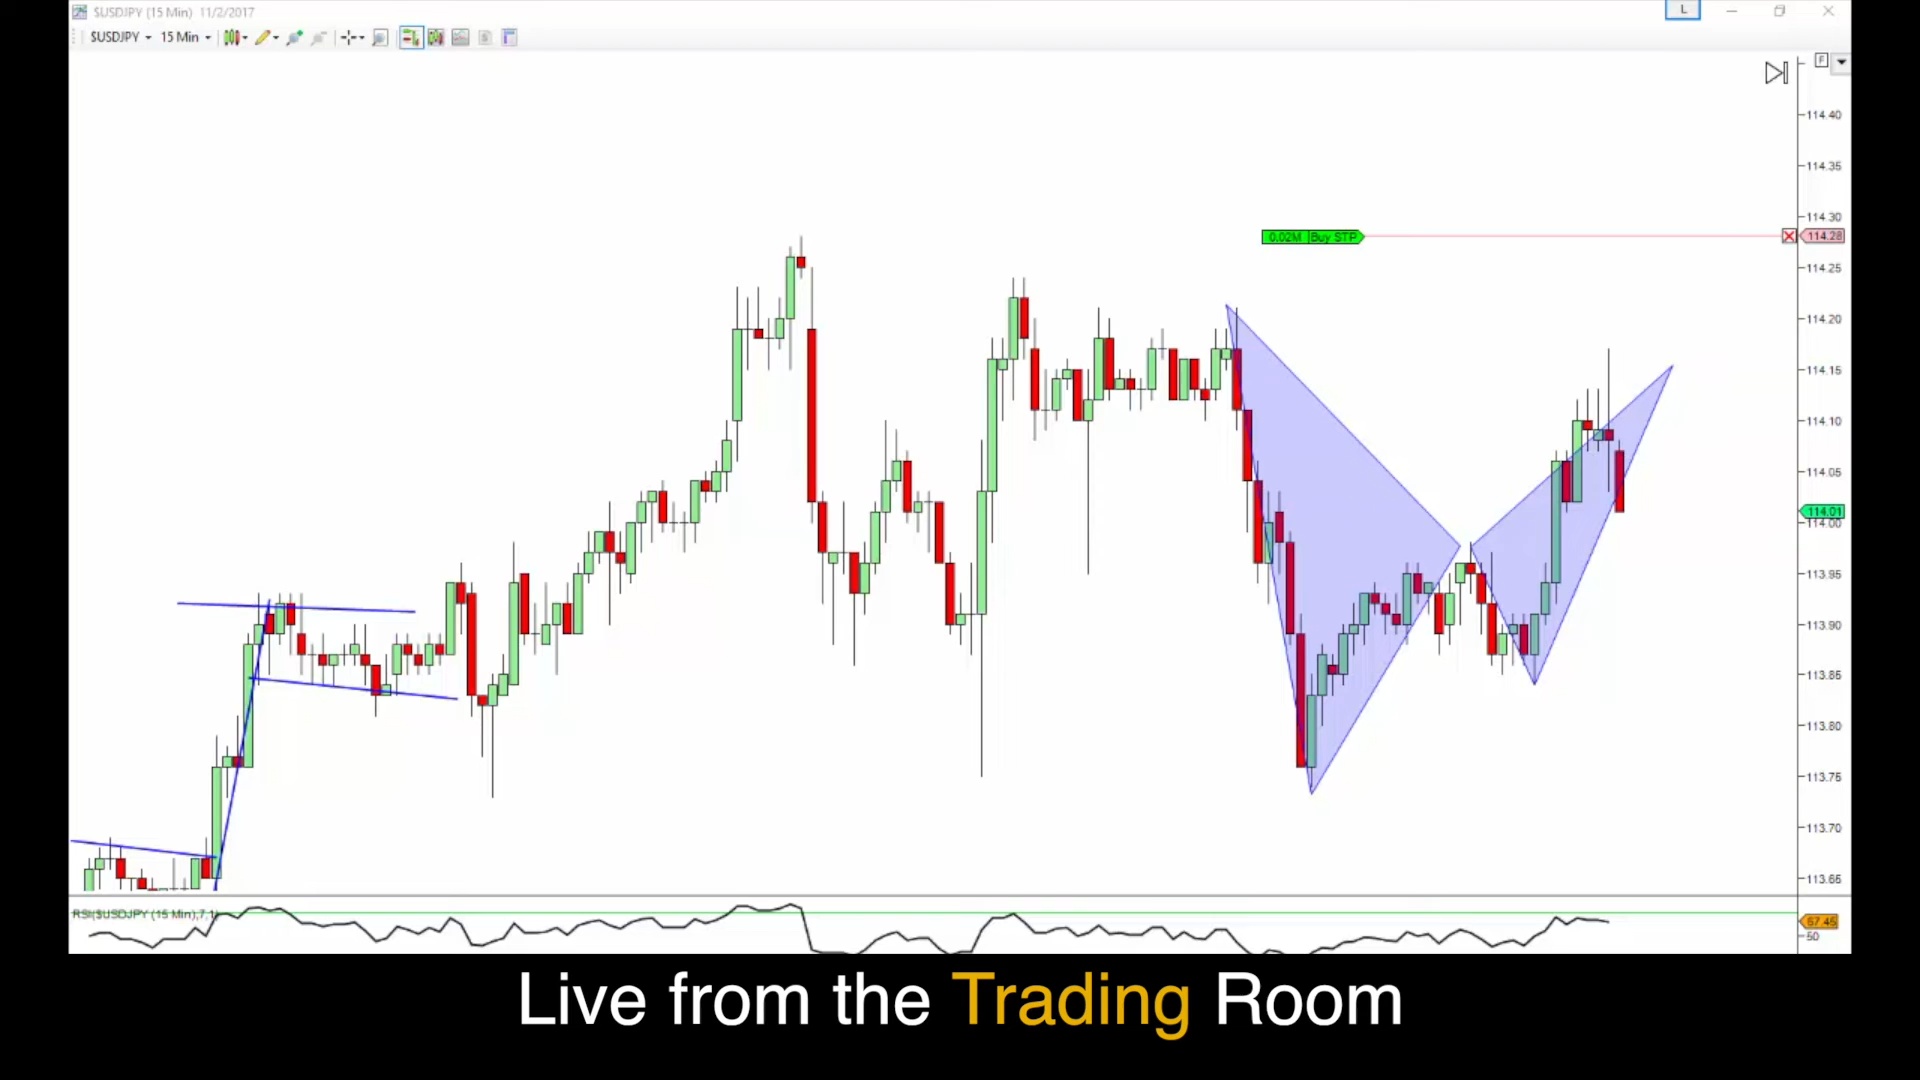 $USDJPY (15 Min) 11/2/2017
L
$USDJPY 15 Min
F
114.40
114.35
114.30
0.02M Buy STP
114.28
114.25
114.20
114.15
114.10
114.05
114.01
114.00
113.95
113.90
113.85
113.80
113.75
113.70
113.65
RSI($USDJPY (15 Min),7,1)
67.45
50
Live from the Trading Room